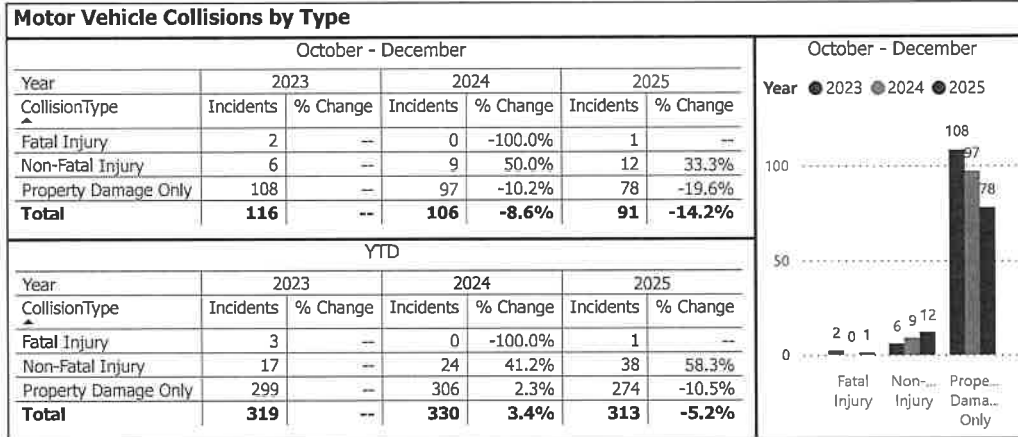 Motor Vehicle Collisions by Type
October - December
Year 2023 2024 2025
CollisionType Incidents % Change Incidents % Change Incidents % Change
Fatal Injury 2 -- 0 -100.0% 1 --
Non-Fatal Injury 6 -- 9 50.0% 12 33.3%
Property Damage Only 108 -- 97 -10.2% 78 -19.6%
Total 116 -- 106 -8.6% 91 -14.2%
YTD
Year 2023 2024 2025
CollisionType Incidents % Change Incidents % Change Incidents % Change
Fatal Injury 3 -- 0 -100.0% 1 --
Non-Fatal Injury 17 -- 24 41.2% 38 58.3%
Property Damage Only 299 -- 306 2.3% 274 -10.5%
Total 319 -- 330 3.4% 313 -5.2%
October - December
Year 2023 2024 2025
108
97
100
78
50
2 0 1 6 9 12
0
Fatal Non-... Prope...
Injury Injury Dama...
Only